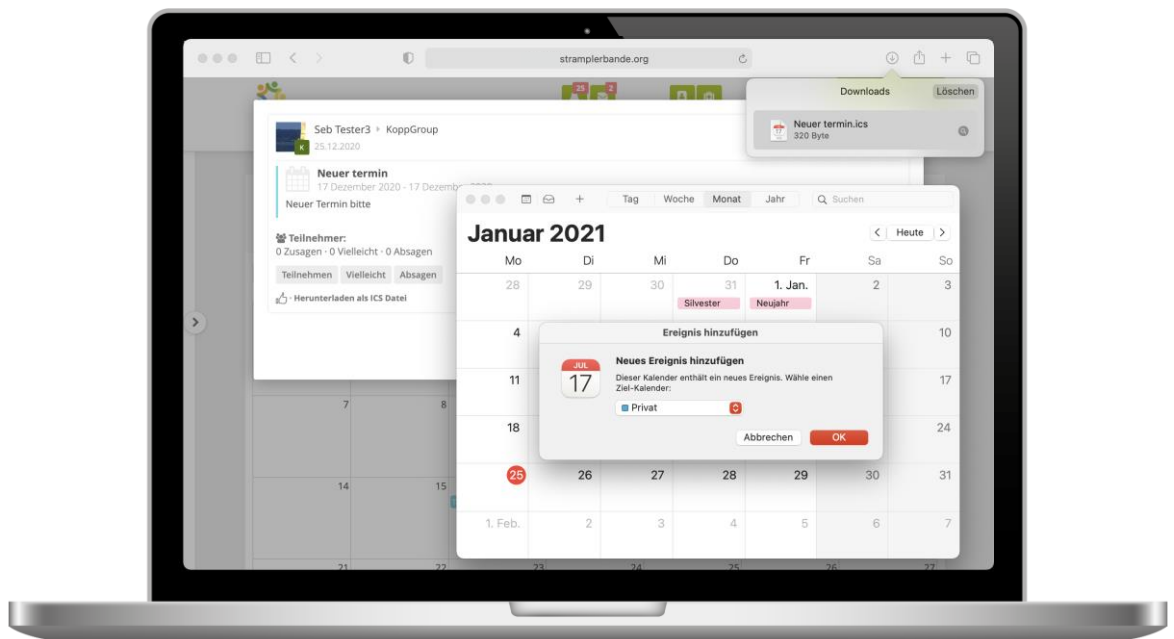 stramplerbande.org
25
2
Downloads
Löschen
Neuer termin.ics
320 Byte
Seb Tester3
KoppGroup
K
25.12.2020
Neuer termin
17 Dezember 2020 - 17 Dezember
Neuer Termin bitte
Teilnehmer:
0 Zusagen · 0 Vielleicht · 0 Absagen
Teilnehmen Vielleicht Absagen
· Herunterladen als ICS Datei
7 8
14 15
21 22 23 24 25 26 27
Tag Woche Monat Jahr Suchen
Januar 2021
Heute
Mo Di Mi Do Fr Sa So
28 29 30 31 1. Jan. 2 3
Silvester Neujahr
4 10
11 17
18 24
25 26 27 28 29 30 31
1. Feb. 2 3 4 5 6 7
Ereignis hinzufügen
JUL
17
Neues Ereignis hinzufügen
Dieser Kalender enthält ein neues Ereignis. Wähle einen
Ziel-Kalender:
Privat
Abbrechen OK